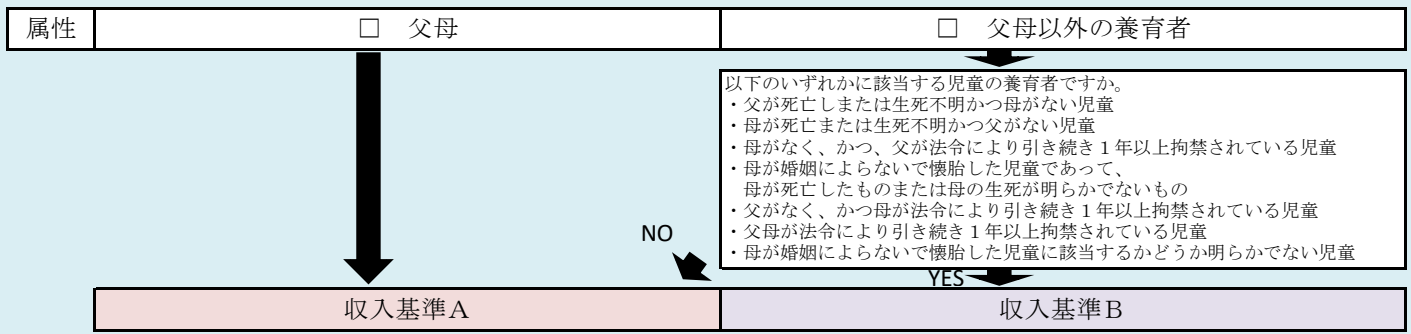 属性
□ 父母
□ 父母以外の養育者
以下のいずれかに該当する児童の養育者ですか。
・父が死亡しまたは生死不明かつ母がない児童
・母が死亡または生死不明かつ父がない児童
・母がなく、かつ、父が法令により引き続き１年以上拘禁されている児童
・母が婚姻によらないで懐胎した児童であって、
母が死亡したものまたは母の生死が明らかでないもの
・父がなく、かつ母が法令により引き続き１年以上拘禁されている児童
・父母が法令により引き続き１年以上拘禁されている児童
・母が婚姻によらないで懐胎した児童に該当するかどうか明らかでない児童
NO
YES
収入基準Ａ
収入基準Ｂ